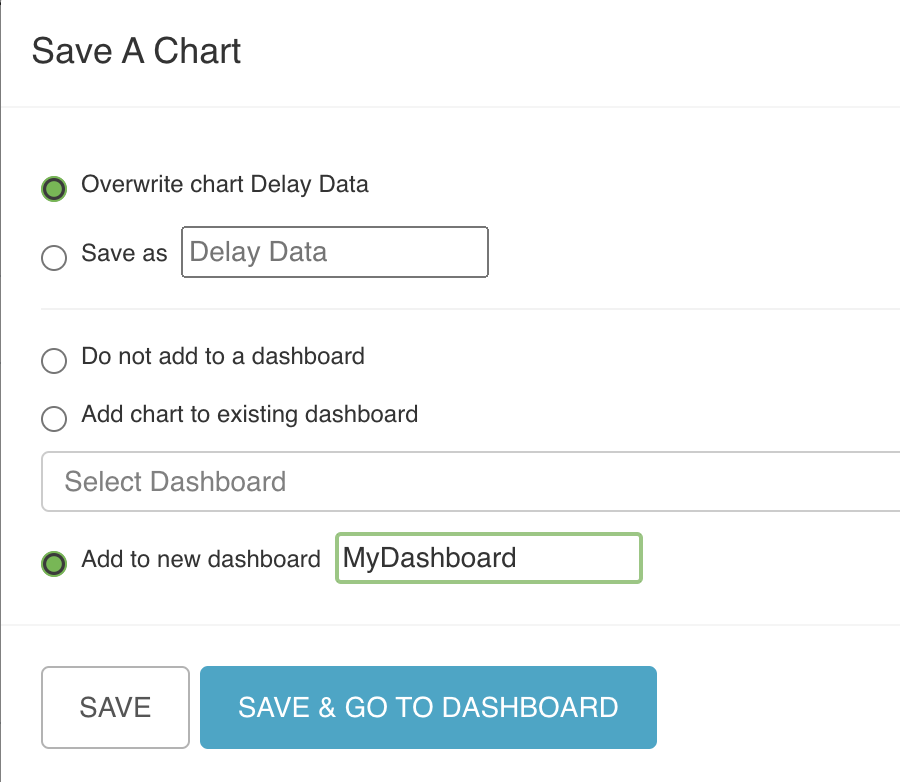 Save A Chart
Overwrite chart Delay Data
Save as Delay Data
Do not add to a dashboard
Add chart to existing dashboard
Select Dashboard
Add to new dashboard MyDashboard
SAVE SAVE & GO TO DASHBOARD